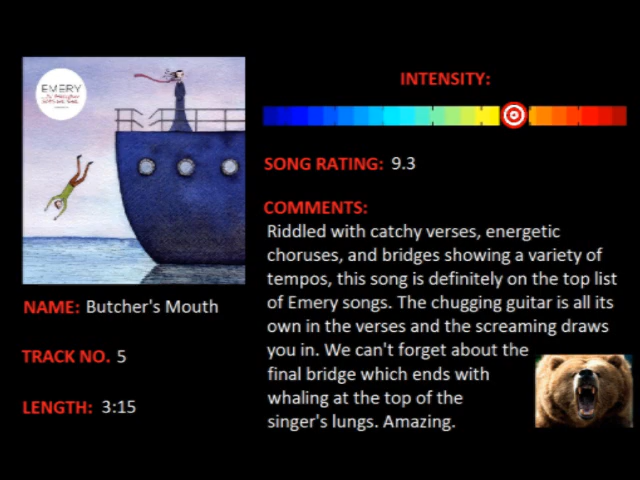 EMERY
INTENSITY:
SONG RATING: 9.3
COMMENTS:
Riddled with catchy verses, energetic
choruses, and bridges showing a variety of
tempos, this song is definitely on the top list
of Emery songs. The chugging guitar is all its
own in the verses and the screaming draws
you in. We can't forget about the
final bridge which ends with
whaling at the top of the
singer's lungs. Amazing.
NAME: Butcher's Mouth
TRACK NO. 5
LENGTH: 3:15